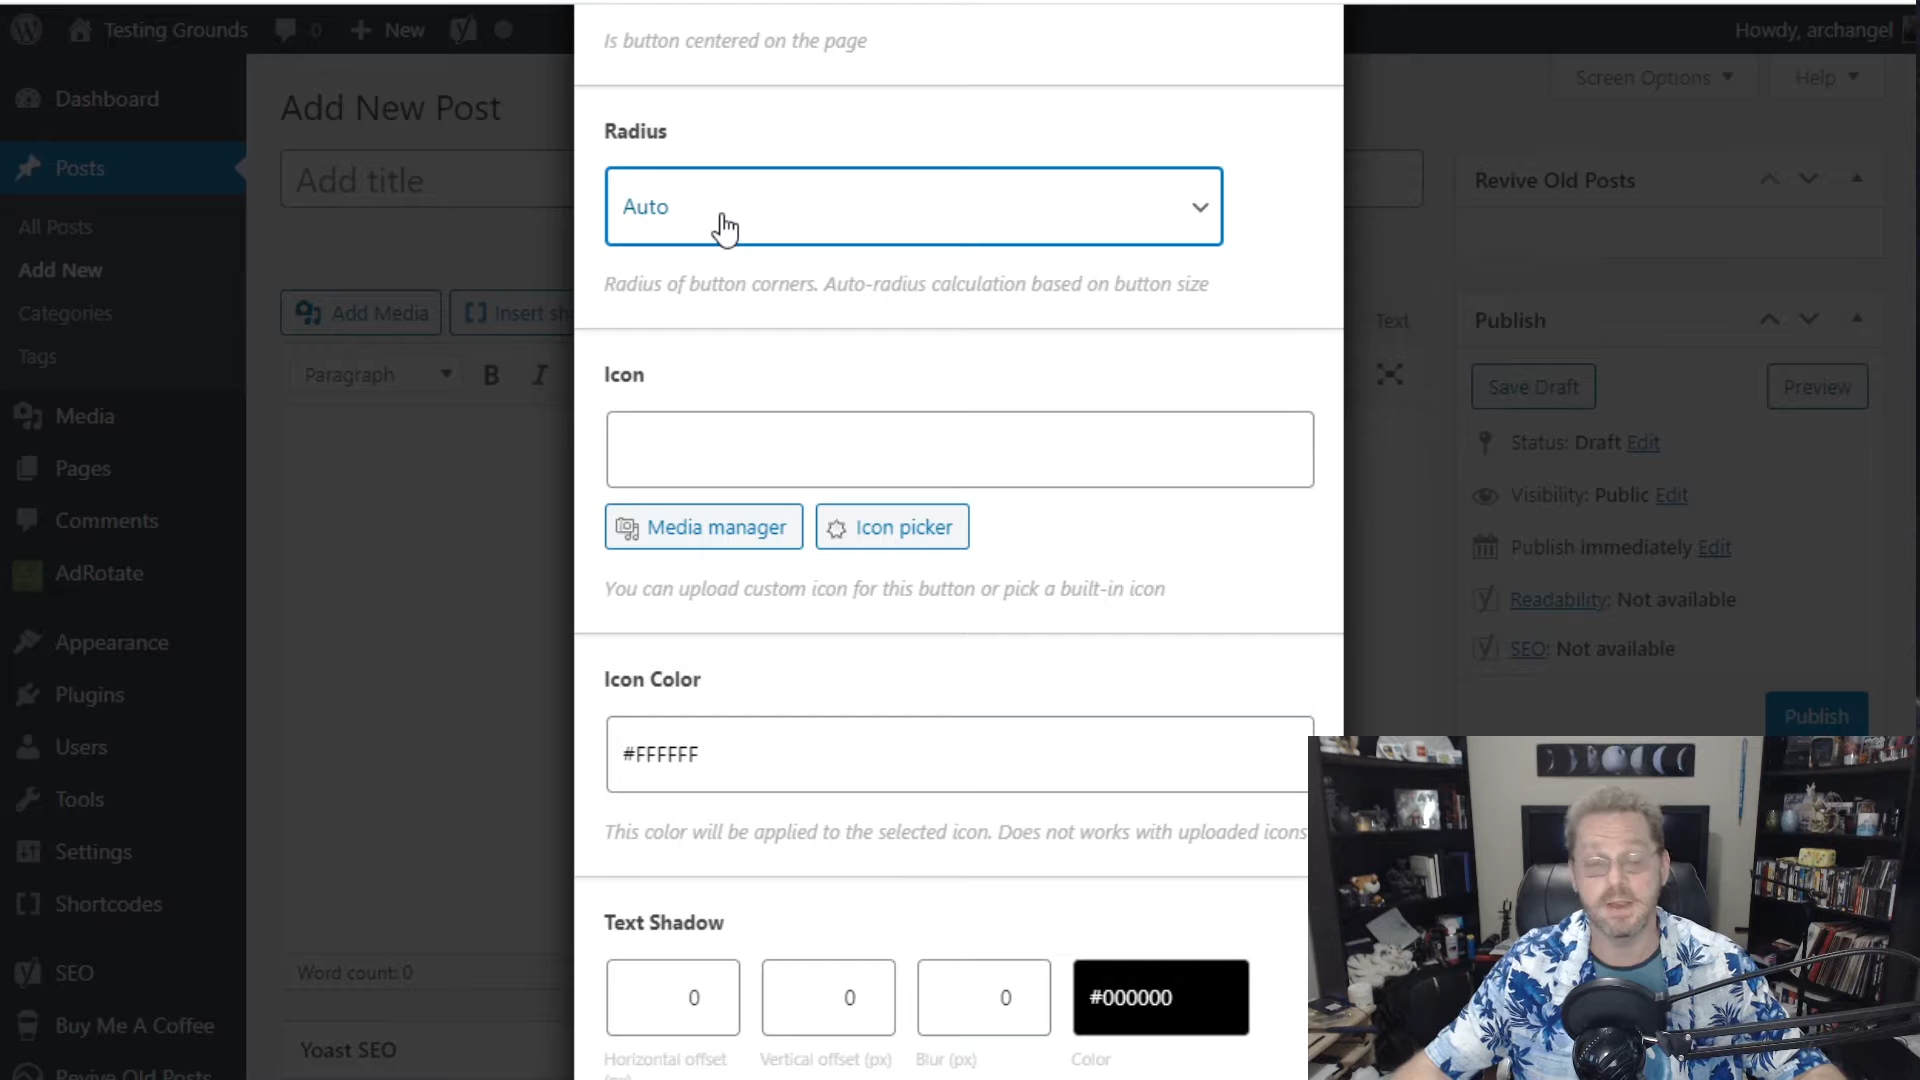 Testing Grounds
0
New
Howdy, archangel
Dashboard
Posts
All Posts
Add New
Categories
Tags
Media
Pages
Comments
AdRotate
Appearance
Plugins
Users
Tools
Settings
Shortcodes
SEO
Buy Me A Coffee
Revive Old Posts
Screen Options
Help
Add New Post
Add title
Add Media
Insert sh
Text
Paragraph
B
I
Word count: 0
Yoast SEO
Is button centered on the page
Radius
Auto
Radius of button corners. Auto-radius calculation based on button size
Icon
Media manager
Icon picker
You can upload custom icon for this button or pick a built-in icon
Icon Color
#FFFFFF
This color will be applied to the selected icon. Does not works with uploaded icons
Text Shadow
0
0
0
#000000
Horizontal offset
(px)
Vertical offset (px)
Blur (px)
Color
Revive Old Posts
Publish
Save Draft
Preview
Status: Draft Edit
Visibility: Public Edit
Publish immediately Edit
Readability: Not available
SEO: Not available
Publish